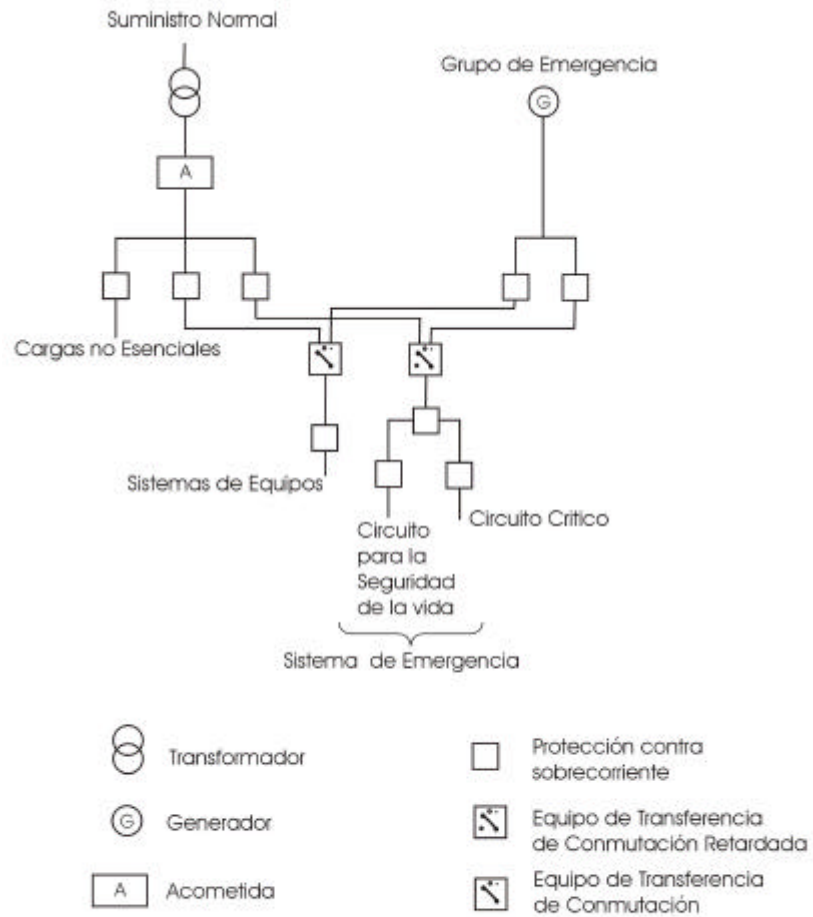 Suministro Normal
Grupo de Emergencia
G
A
Cargas no Esenciales
Sistemas de Equipos
Circuito Critico
Circuito
para la
Seguridad
de la vida
Sistema de Emergencia
Transformador
Protección contra
sobrecorriente
G
Generador
Equipo de Transferencia
de Conmutación Retardada
A
Acometida
Equipo de Transferencia
de Conmutación